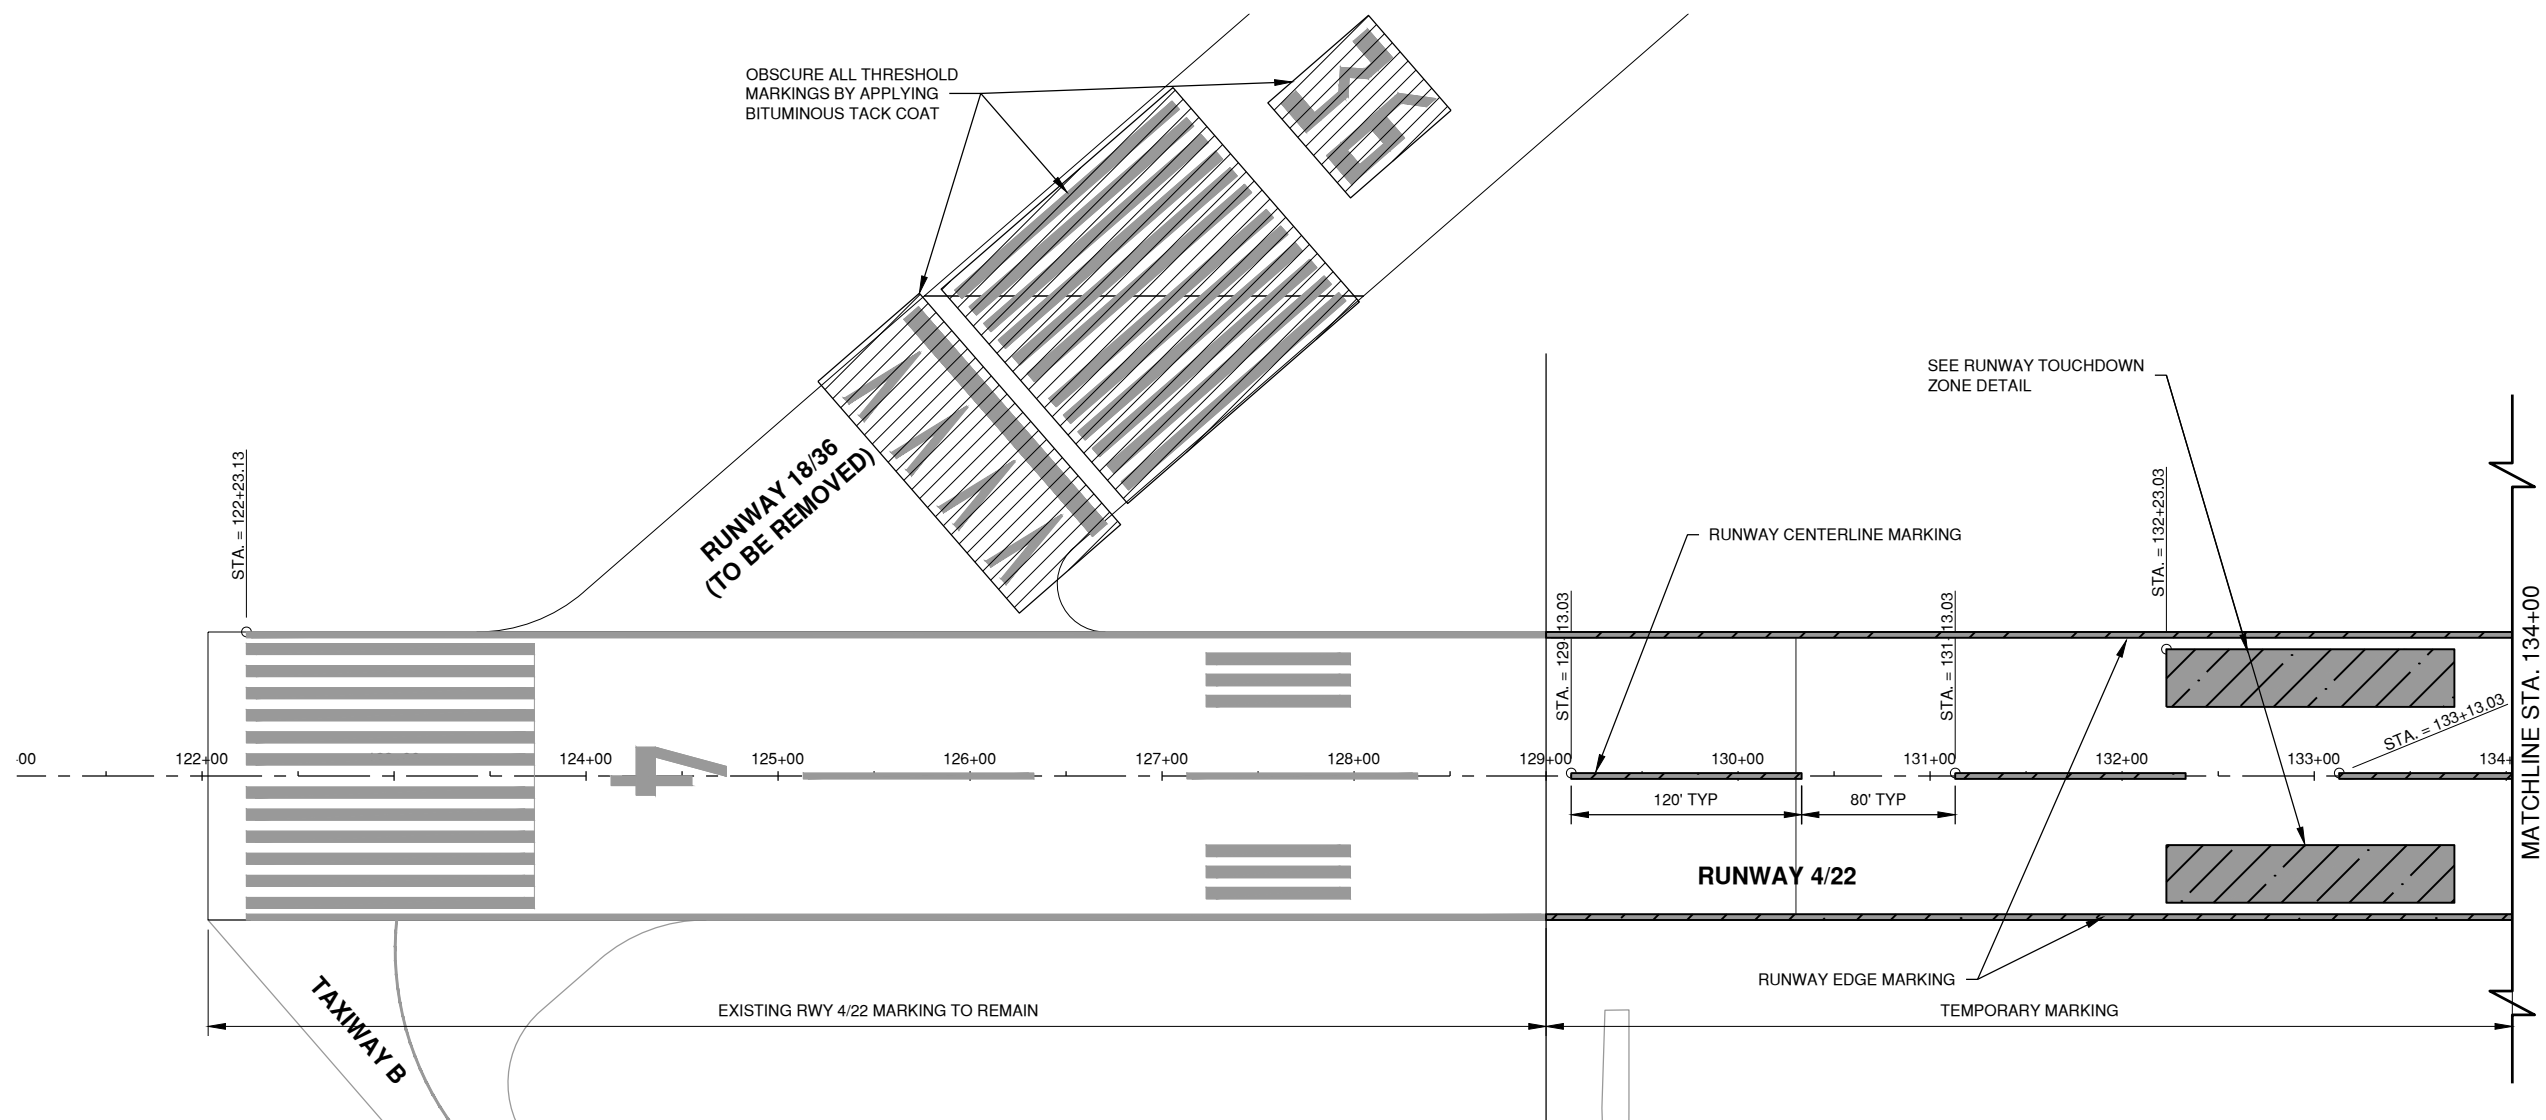 OBSCURE ALL THRESHOLD
MARKINGS BY APPLYING
BITUMINOUS TACK COAT
36
SEE RUNWAY TOUCHDOWN
ZONE DETAIL
RUNWAY 18/36
(TO BE REMOVED)
STA. = 122+23.13
RUNWAY CENTERLINE MARKING
STA. = 132+23.03
STA. = 129+13.03
STA. = 131+13.03
STA. = 133+13.03
MATCHLINE STA. 134+00
-00
122+00
124+00
125+00
126+00
127+00
128+00
129+00
130+00
131+00
132+00
133+00
134+
4
120' TYP
80' TYP
RUNWAY 4/22
RUNWAY EDGE MARKING
EXISTING RWY 4/22 MARKING TO REMAIN
TEMPORARY MARKING
TAXIWAY B